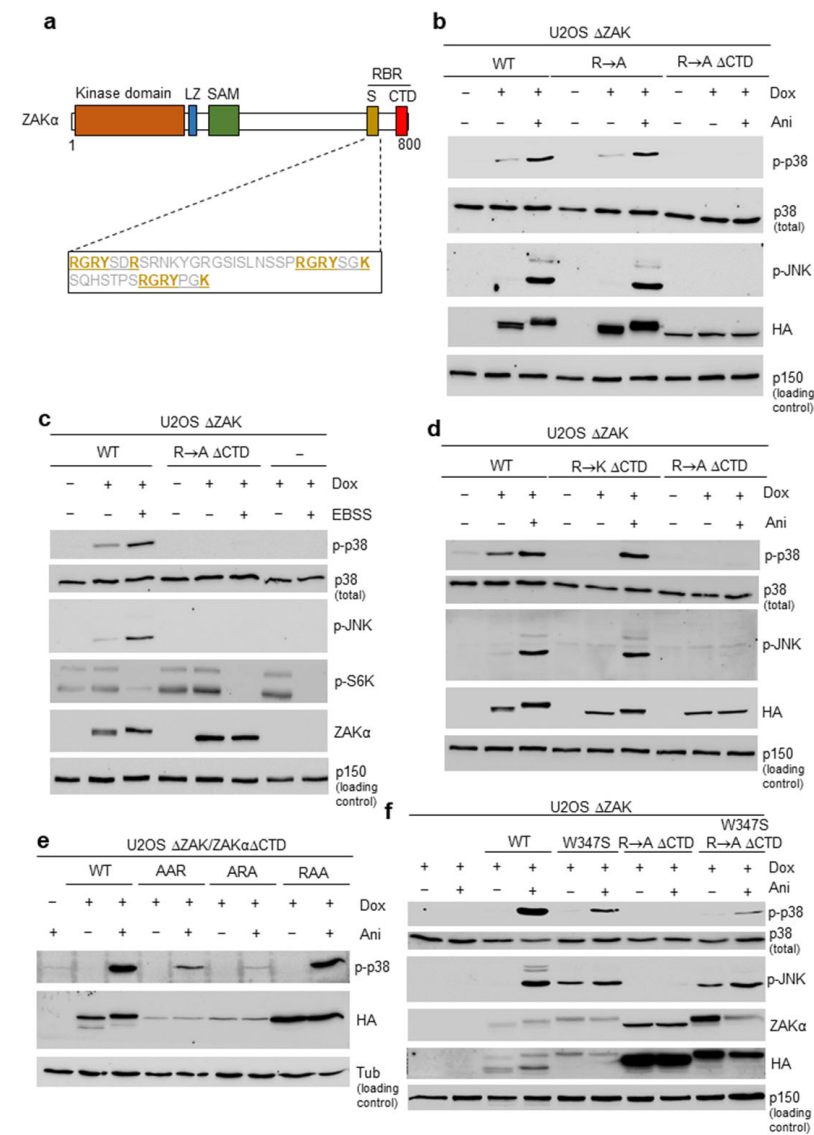 a
RBR
Kinase domain LZ SAM S CTD
ZAKα
1 800
RGRYSDRSRNKYGRGSISLNSSPRGRYSGK
SQHSTPSRGRYPGK
b
U2OS ΔZAK
WT R→A R→A ΔCTD
– + + – + + – + + Dox
– – + – – + – – + Ani
p-p38
p38
(total)
p-JNK
HA
p150
(loading
control)
c
U2OS ΔZAK
WT R→A ΔCTD –
– + + – + + + + Dox
– – + – – + – + EBSS
p-p38
p38
(total)
p-JNK
p-S6K
ZAKα
p150
(loading
control)
d
U2OS ΔZAK
WT R→K ΔCTD R→A ΔCTD
– + + – + + – + + Dox
– – + – – + – – + Ani
p-p38
p38
(total)
p-JNK
HA
p150
(loading
control)
e
U2OS ΔZAK/ZAKαΔCTD
WT AAR ARA RAA
– + + + + + + + + Dox
+ – + – + – + – + Ani
p-p38
HA
Tub
(loading
control)
f
U2OS ΔZAK
WT W347S R→A ΔCTD W347S
R→A ΔCTD
+ + + + + + + + + + Dox
– + – + – + – + – + Ani
p-p38
p38
(total)
p-JNK
ZAKα
HA
p150
(loading
control)